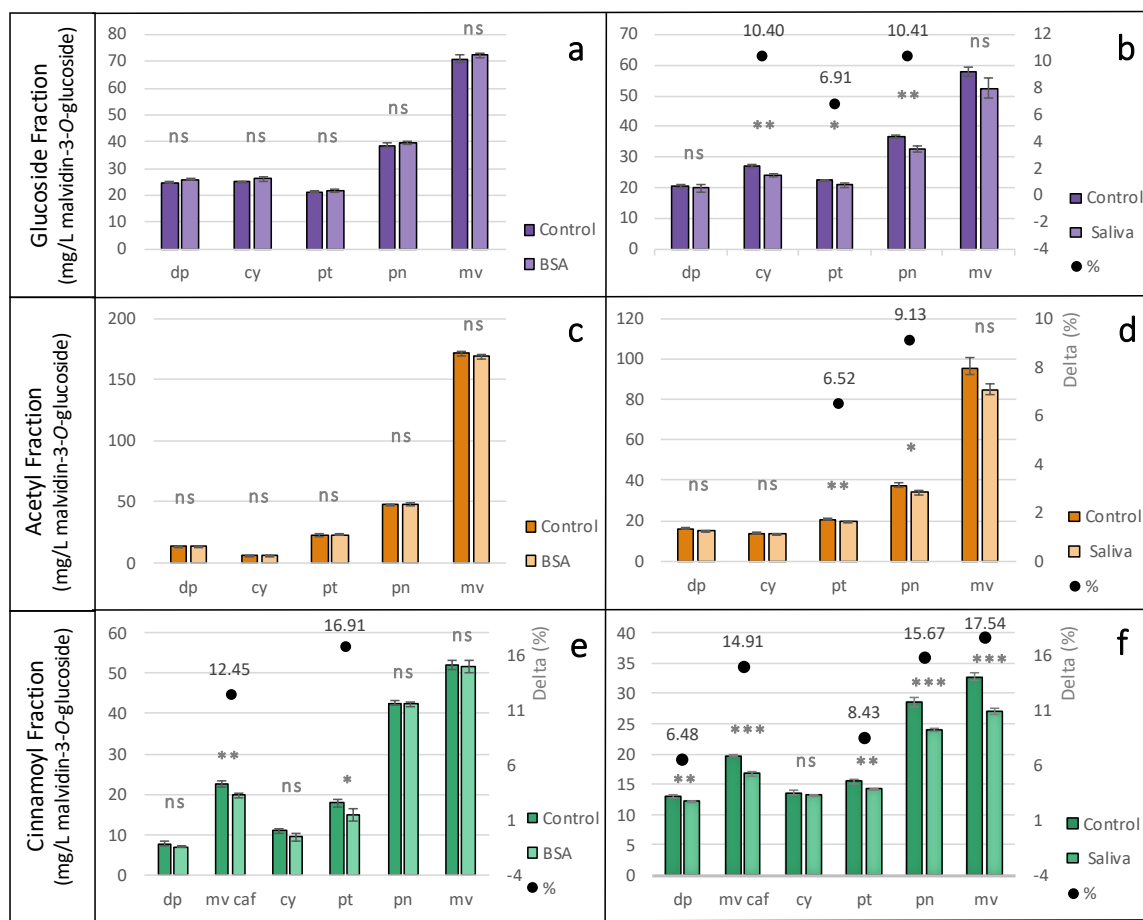 Glucoside Fraction
(mg/L malvidin-3-O-glucoside)
a
80
70
60
50
40
30
20
10
0
ns
ns
ns
ns
ns
dp
cy
pt
pn
mv
Control
BSA
b
70
60
50
40
30
20
10
0
12
10
8
6
4
2
0
-2
-4
10.40
6.91
10.41
ns
**
*
**
ns
dp
cy
pt
pn
mv
Control
Saliva
%
Acetyl Fraction
(mg/L malvidin-3-O-glucoside)
c
200
150
100
50
0
ns
ns
ns
ns
ns
dp
cy
pt
pn
mv
Control
BSA
d
120
100
80
60
40
20
0
10
8
6
4
2
0
Delta (%)
6.52
9.13
ns
ns
**
*
ns
dp
cy
pt
pn
mv
Control
Saliva
%
Cinnamoyl Fraction
(mg/L malvidin-3-O-glucoside)
e
60
50
40
30
20
10
0
16
11
6
1
-4
Delta (%)
12.45
16.91
ns
**
ns
*
ns
ns
dp
mv caf
cy
pt
pn
mv
Control
BSA
%
f
40
35
30
25
20
15
10
5
0
16
11
6
1
-4
Delta (%)
6.48
14.91
8.43
15.67
17.54
**
***
ns
**
***
***
dp
mv caf
cy
pt
pn
mv
Control
Saliva
%